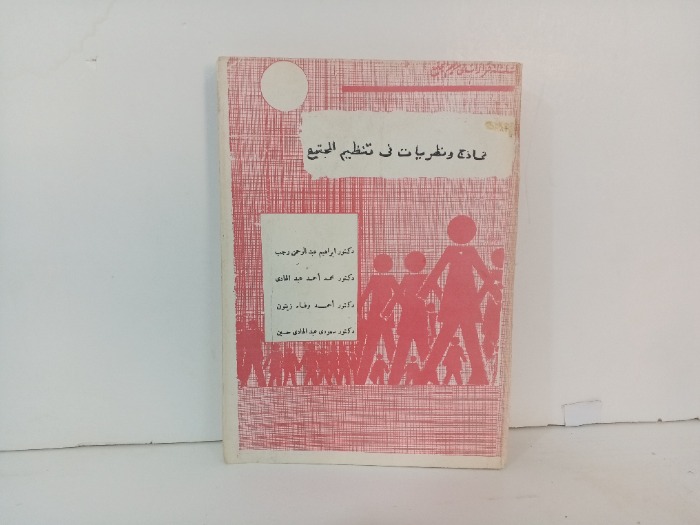 نماذج ونظريات فى تنظيم المجتمع
دكتور ابراهيم عبد الرحمن رجب
دكتور محمد أحمد عبد الهادى
دكتور أحمد وفاء زيتون
دكتور سعودى عبد الهادى حسين